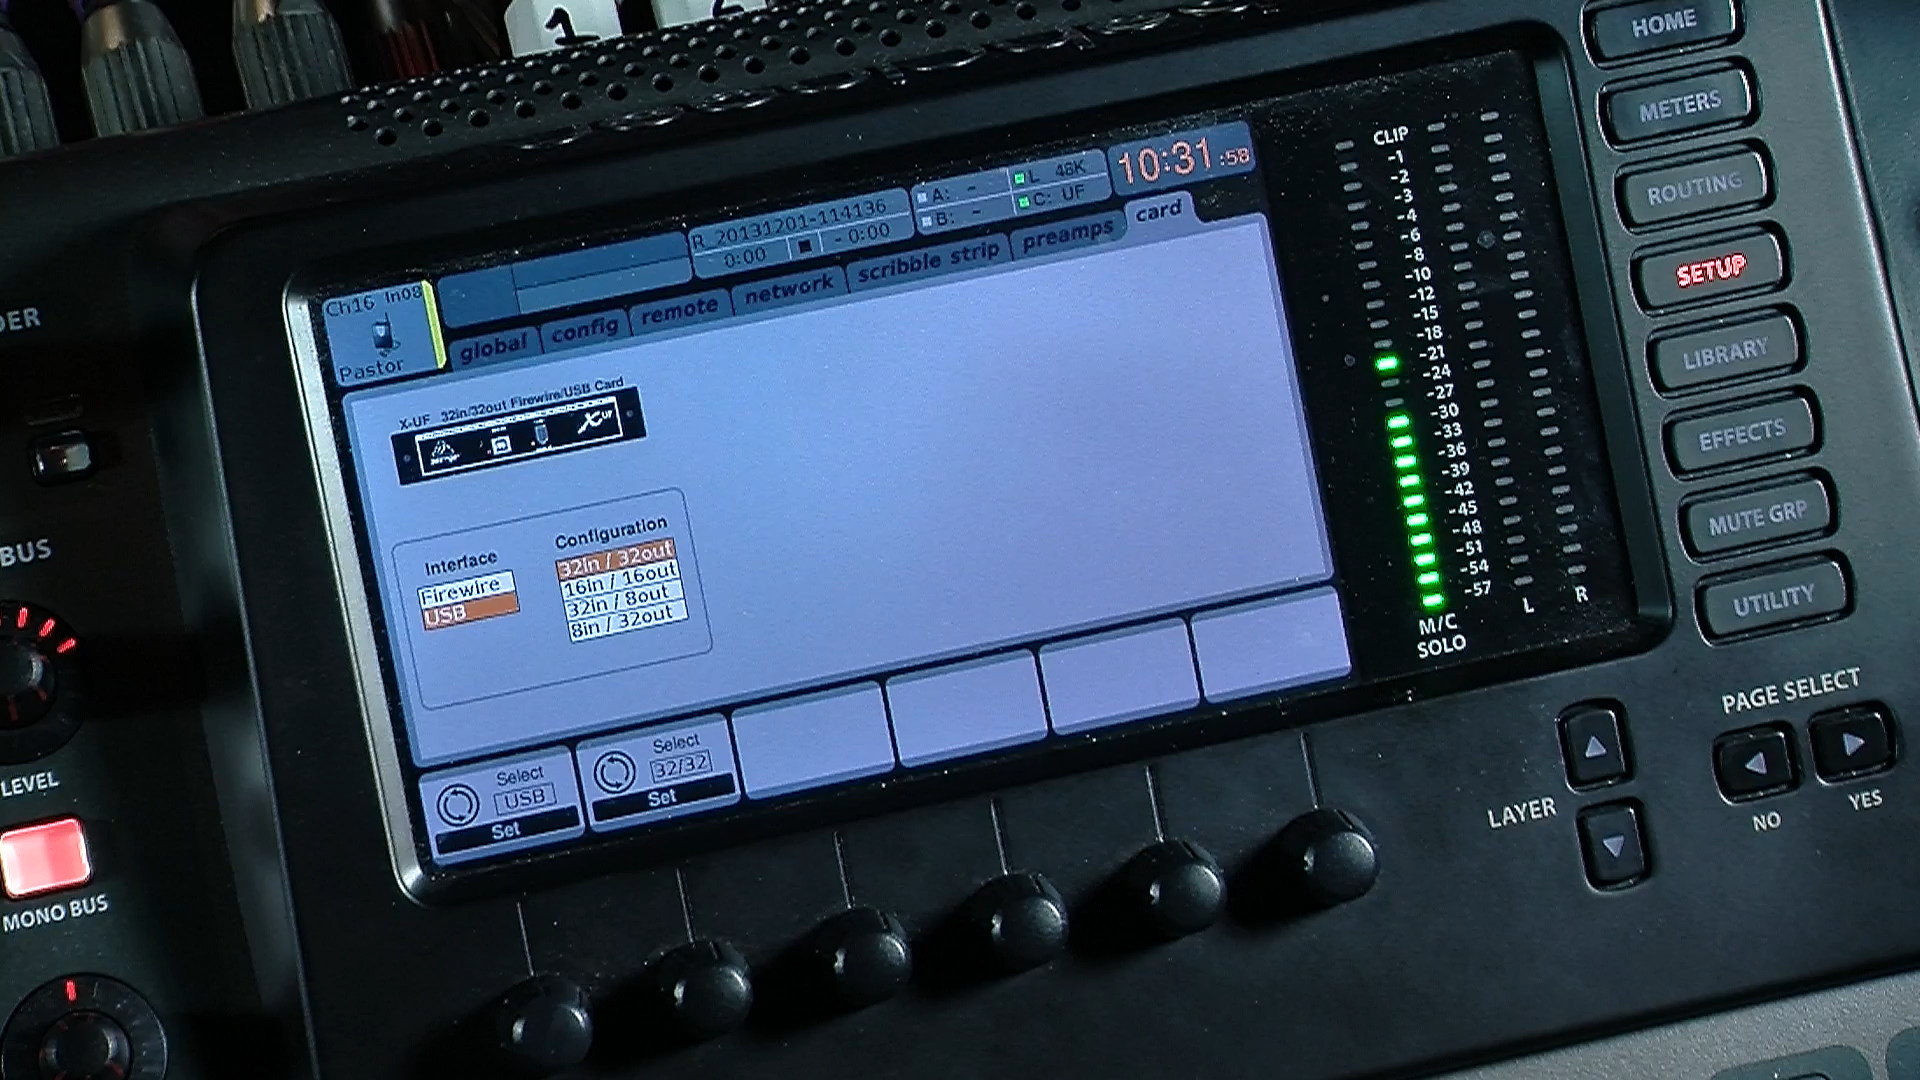 1
HOME
METERS
ROUTING
SETUP
LIBRARY
EFFECTS
MUTE GRP
UTILITY
Ch16 In08
Pastor
R_20131201-114136
0:00 - 0:00
A: -
B: -
L 48K
C: UF
10:31:58
global config remote network scribble strip preamps card
X-UF 32in/32out Firewire/USB Card
X-UF
Interface
Firewire
USB
Configuration
32in / 32out
16in / 16out
32in / 8out
8in / 32out
Select
USB
Set
Select
32/32
Set
CLIP
-1
-2
-3
-4
-6
-8
-10
-12
-15
-18
-21
-24
-27
-30
-33
-36
-39
-42
-45
-48
-51
-54
-57
M/C
SOLO
L R
PAGE SELECT
NO YES
LAYER
DER
BUS
LEVEL
MONO BUS